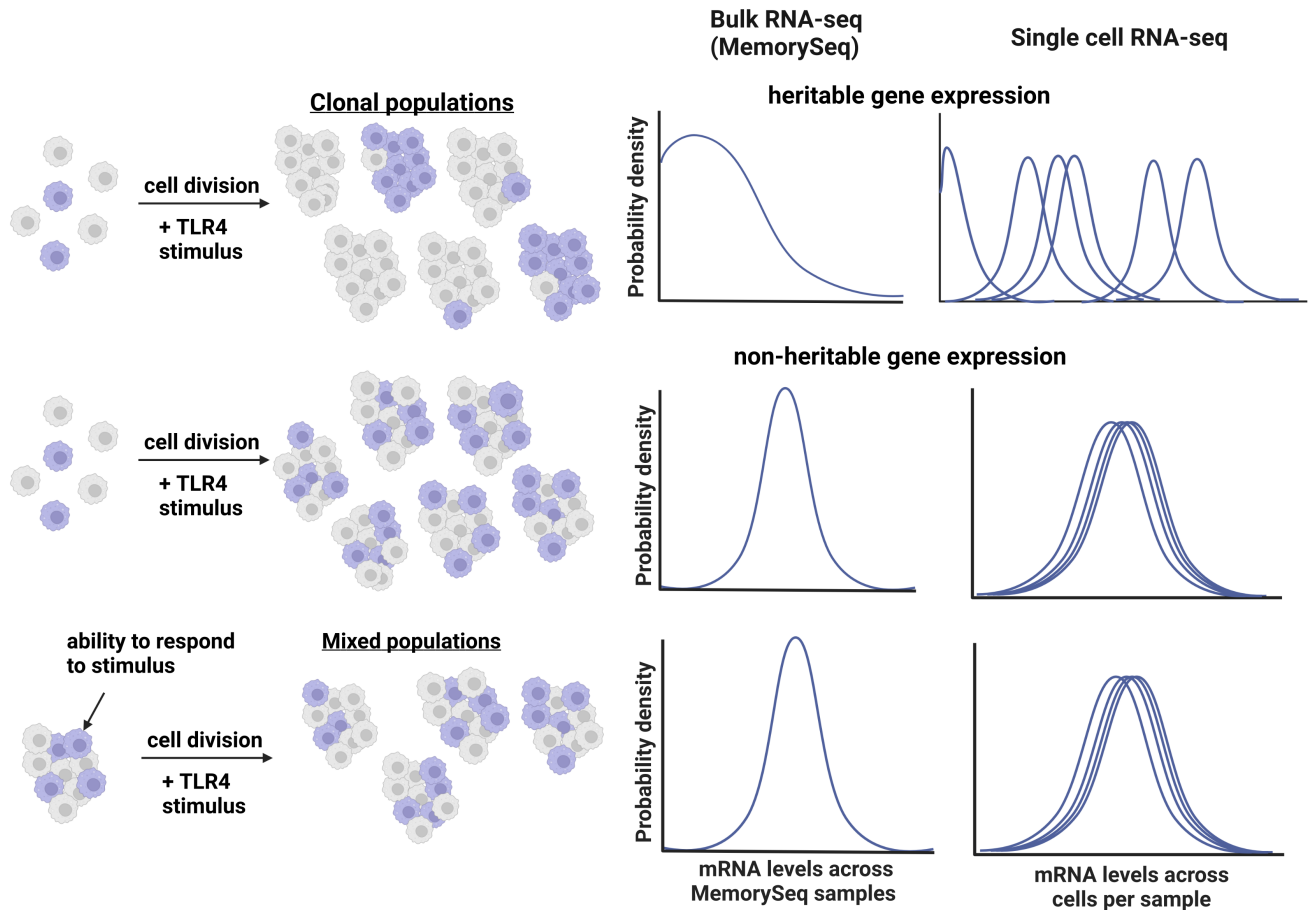 Bulk RNA-seq
(MemorySeq)
Single cell RNA-seq
heritable gene expression
Clonal populations
cell division
+ TLR4
stimulus
Probability density
non-heritable gene expression
cell division
+ TLR4
stimulus
Probability density
ability to respond
to stimulus
Mixed populations
cell division
+ TLR4
stimulus
Probability density
mRNA levels across
MemorySeq samples
mRNA levels across
cells per sample